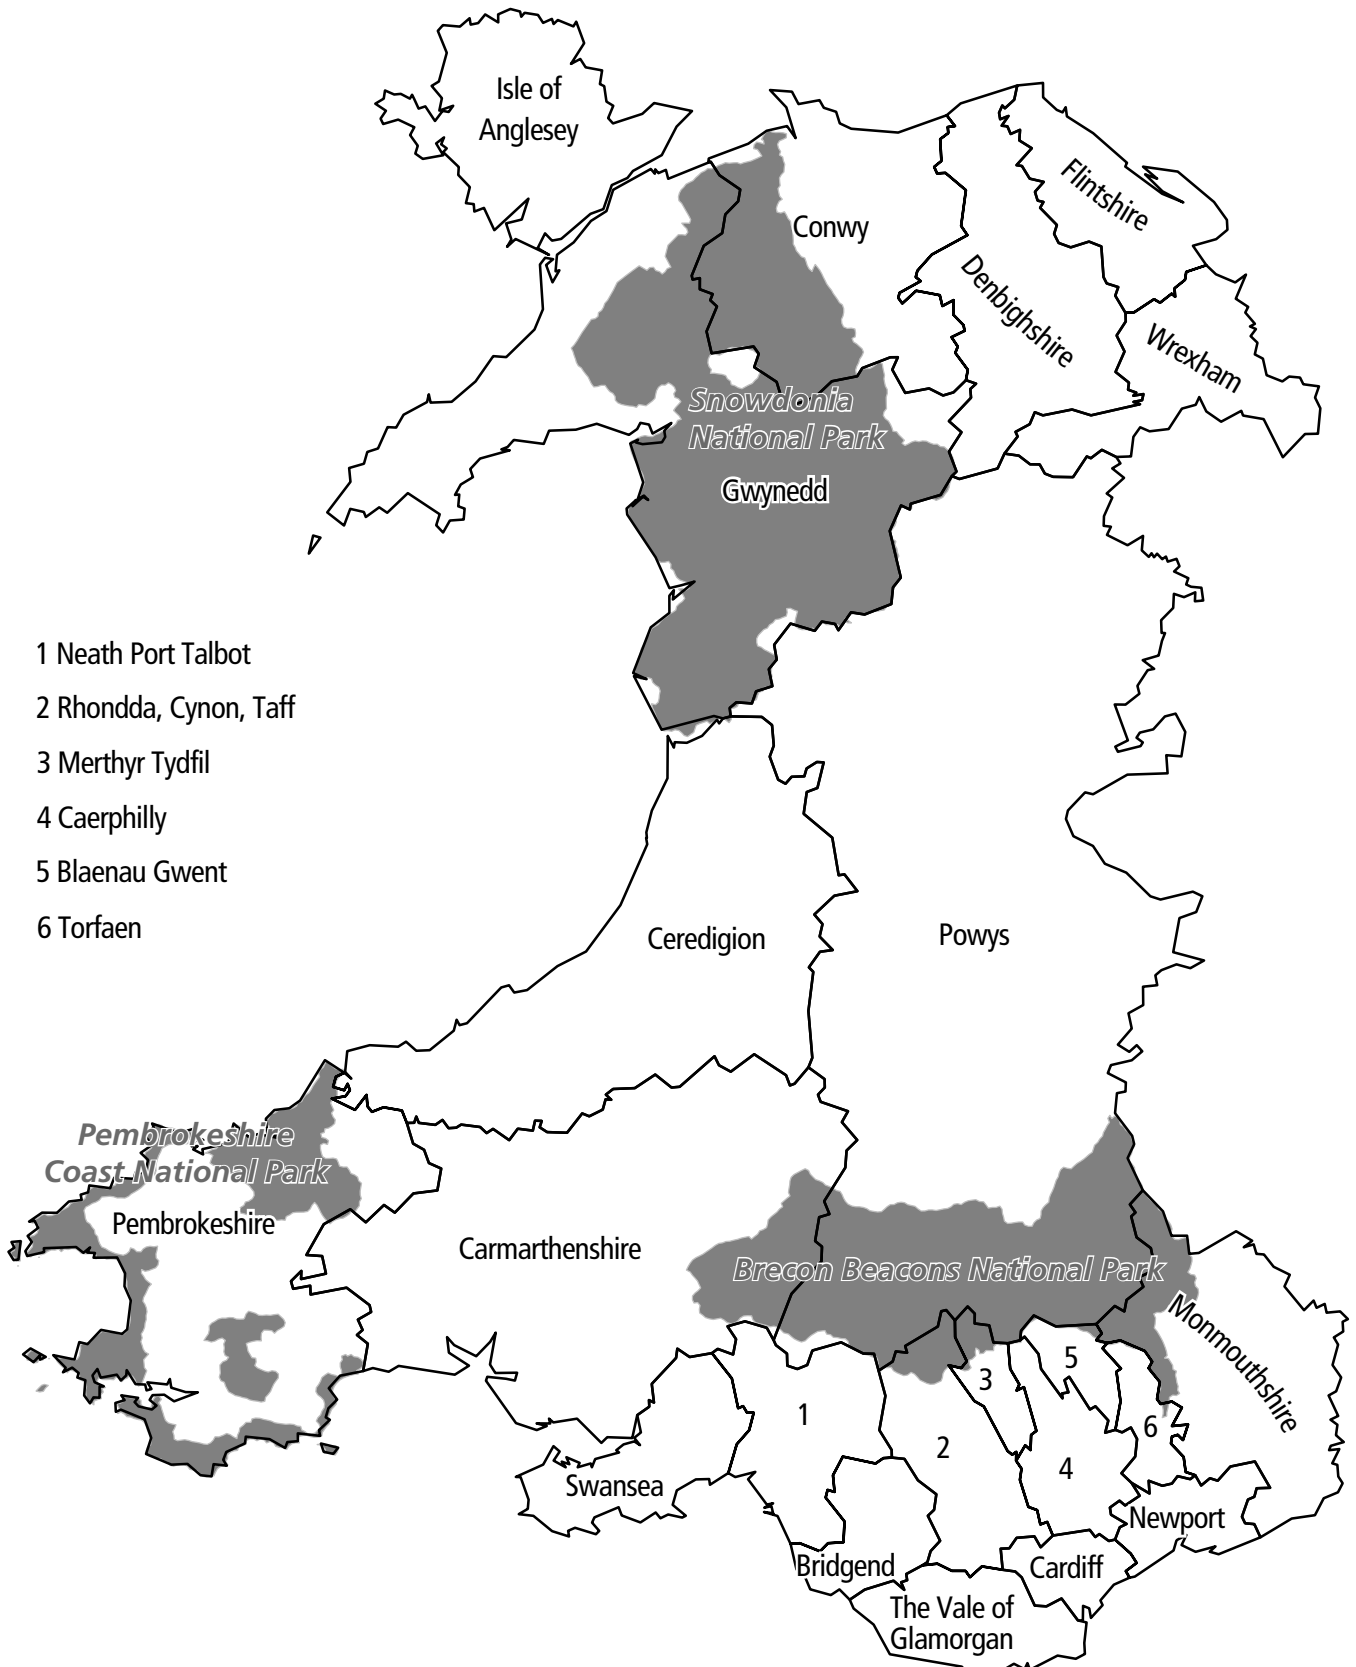 Isle of
Anglesey
Flintshire
Conwy
Denbighshire
Wrexham
Snowdonia
National Park
Gwynedd
1 Neath Port Talbot
2 Rhondda, Cynon, Taff
3 Merthyr Tydfil
4 Caerphilly
5 Blaenau Gwent
6 Torfaen
Ceredigion
Powys
Pembrokeshire
Coast National Park
Pembrokeshire
Carmarthenshire
Brecon Beacons National Park
Monmouthshire
5
3
1
6
2
4
Swansea
Newport
Bridgend
Cardiff
The Vale of
Glamorgan